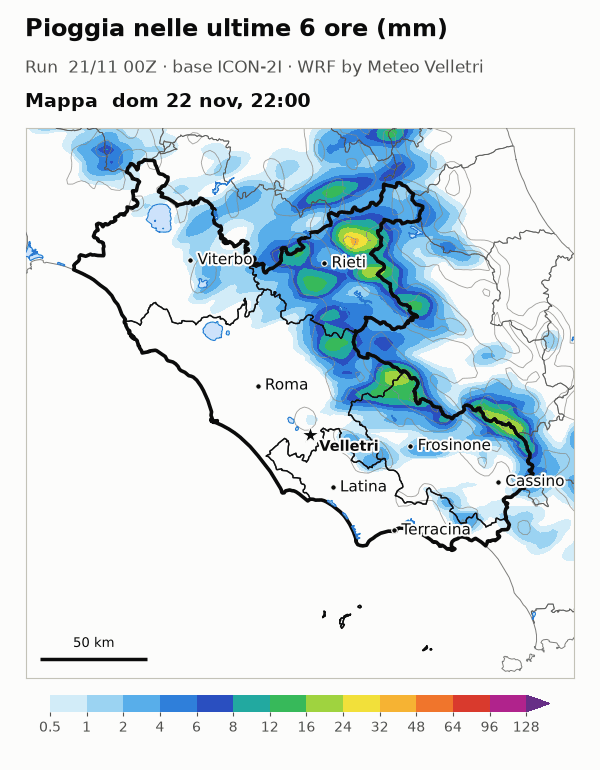 Pioggia nelle ultime 6 ore (mm)
Run 21/11 00Z · base ICON-2I · WRF by Meteo Velletri
Mappa dom 22 nov, 22:00
Viterbo
Rieti
Roma
Velletri
Frosinone
Latina
Cassino
Terracina
50 km
0.5 1 2 4 6 8 12 16 24 32 48 64 96 128